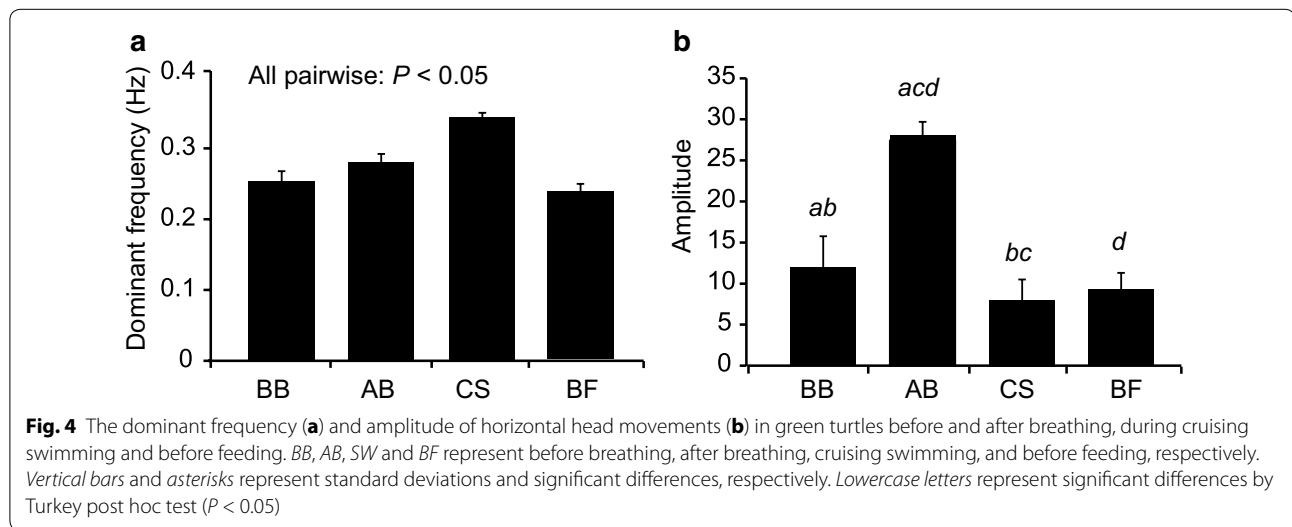 a
All pairwise: P < 0.05
Dominant frequency (Hz)
0.4
0.3
0.2
0.1
0
BB AB CS BF
b
Amplitude
35
30
25
20
15
10
5
0
ab
acd
bc
d
BB AB CS BF
Fig. 4 The dominant frequency (a) and amplitude of horizontal head movements (b) in green turtles before and after breathing, during cruising
swimming and before feeding. BB, AB, SW and BF represent before breathing, after breathing, cruising swimming, and before feeding, respectively.
Vertical bars and asterisks represent standard deviations and significant differences, respectively. Lowercase letters represent significant differences by
Turkey post hoc test (P < 0.05)